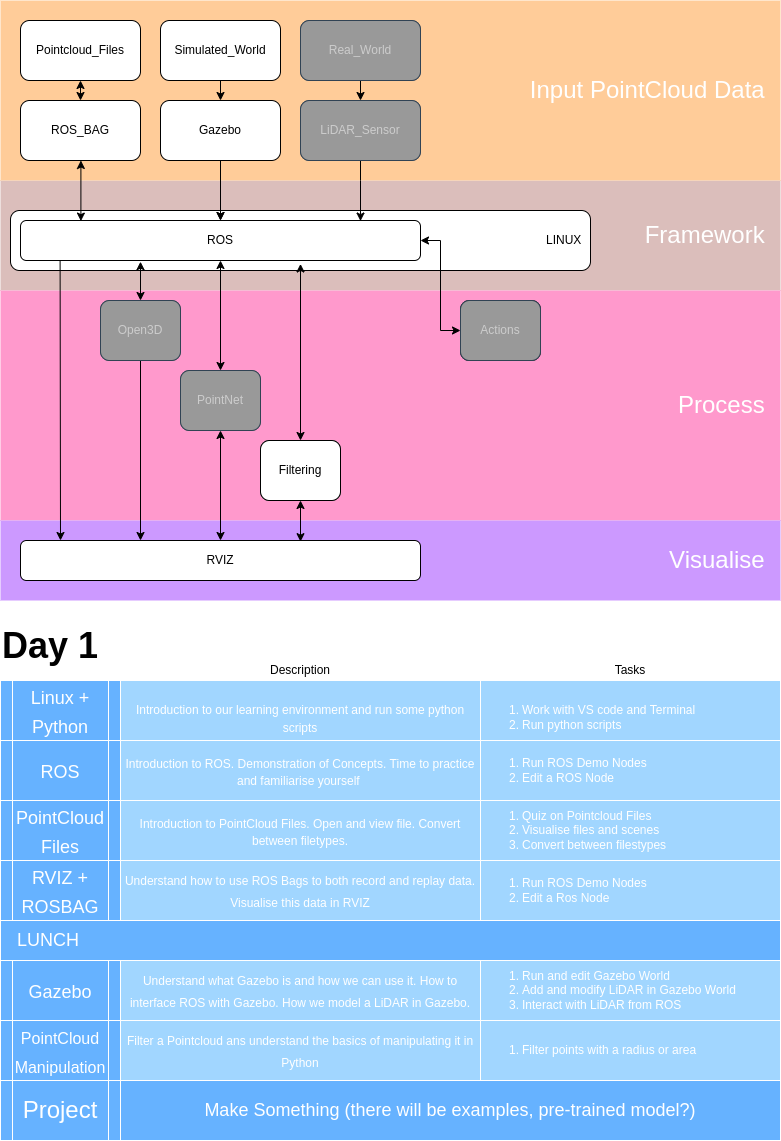 Pointcloud_Files
Simulated_World
Real_World
Input PointCloud Data
ROS_BAG
Gazebo
LiDAR_Sensor
Framework
ROS
LINUX
Open3D
Actions
PointNet
Process
Filtering
RVIZ
Visualise
Day 1
Description
Tasks
Linux +
Python
Introduction to our learning environment and run some python
scripts
1. Work with VS code and Terminal
2. Run python scripts
ROS
Introduction to ROS. Demonstration of Concepts. Time to practice
and familiarise yourself
1. Run ROS Demo Nodes
2. Edit a ROS Node
PointCloud
Files
Introduction to PointCloud Files. Open and view file. Convert
between filetypes.
1. Quiz on Pointcloud Files
2. Visualise files and scenes
3. Convert between filestypes
RVIZ +
ROSBAG
Understand how to use ROS Bags to both record and replay data.
Visualise this data in RVIZ
1. Run ROS Demo Nodes
2. Edit a Ros Node
LUNCH
Gazebo
Understand what Gazebo is and how we can use it. How to
interface ROS with Gazebo. How we model a LiDAR in Gazebo.
1. Run and edit Gazebo World
2. Add and modify LiDAR in Gazebo World
3. Interact with LiDAR from ROS
PointCloud
Manipulation
Filter a Pointcloud ans understand the basics of manipulating it in
Python
1. Filter points with a radius or area
Project
Make Something (there will be examples, pre-trained model?)